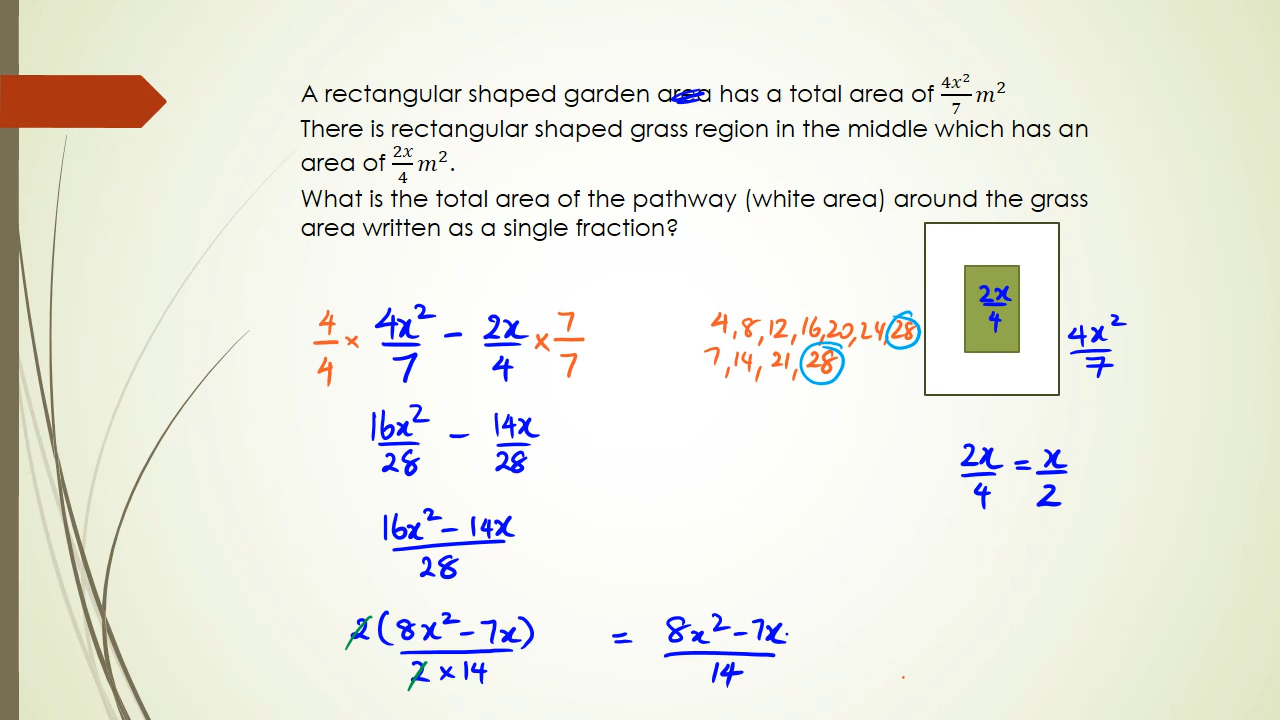 A rectangular shaped garden area has a total area of 4x²/7 m²
There is rectangular shaped grass region in the middle which has an
area of 2x/4 m².
What is the total area of the pathway (white area) around the grass
area written as a single fraction?
4/4 × 4x²/7 − 2x/4 × 7/7
4, 8, 12, 16, 20, 24, 28
7, 14, 21, 28
2x/4
4x²/7
16x²/28 − 14x/28
2x/4 = x/2
16x² − 14x/28
2(8x² − 7x)/2 × 14 = 8x² − 7x/14